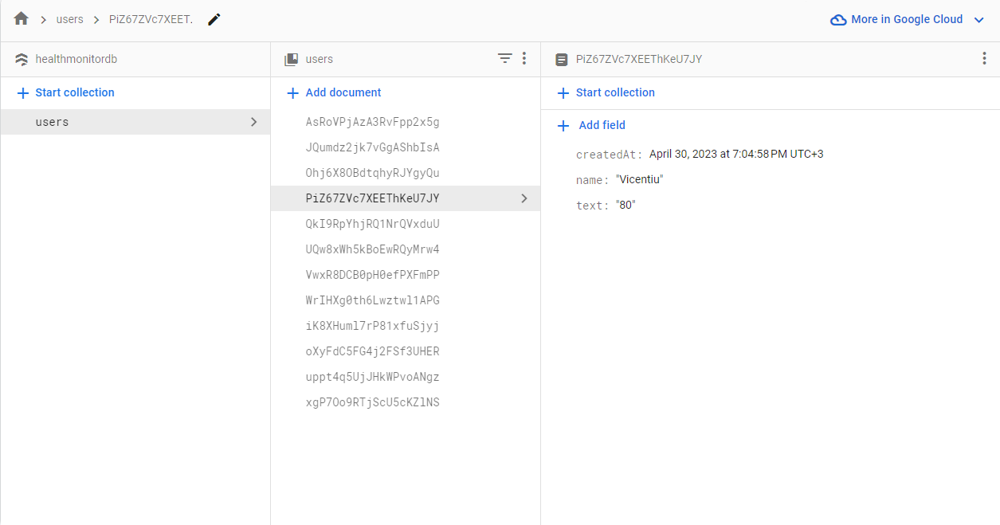 users
PiZ67ZVc7XEET.
More in Google Cloud
healthmonitordb
users
PiZ67ZVc7XEEThKeU7JY
Start collection
Add document
Start collection
users
AsRoVPjAzA3RvFpp2x5g
JQumdz2jk7vGgAShbIsA
Ohj6X8OBdtqhyRJYgyQu
PiZ67ZVc7XEEThKeU7JY
QkI9RpYhjRQ1NrQVxduU
UQw8xWh5kBoEwRQyMrw4
VwxR8DCB0pH0efPXFmPP
WrIHXg0th6Lwztwl1APG
iK8XHuml7rP81xfuSjyj
oXyFdC5FG4j2FSf3UHER
uppt4q5UjJHkWPvoANgz
xgP7Oo9RTjScU5cKZlNS
Add field
createdAt: April 30, 2023 at 7:04:58 PM UTC+3
name: "Vicentiu"
text: "80"